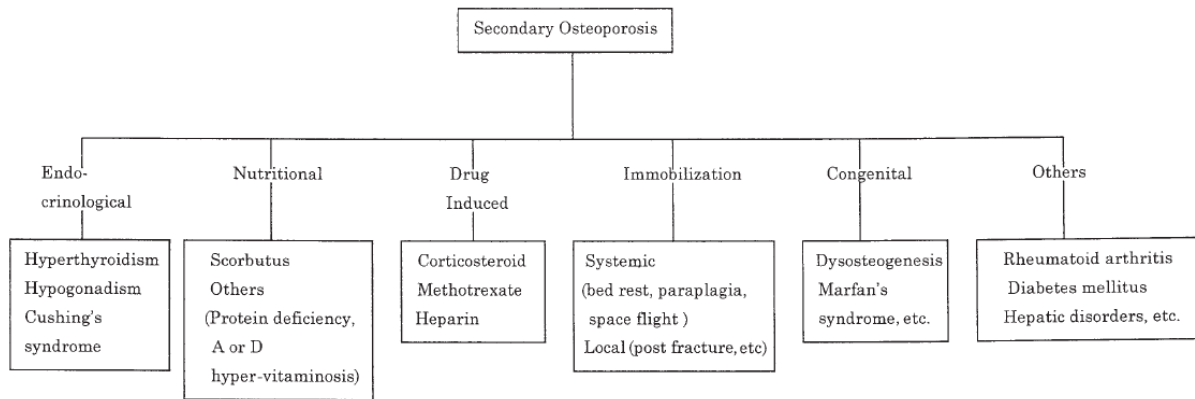 Secondary Osteoporosis
Endo-
crinological
Nutritional
Drug
Induced
Immobilization
Congenital
Others
Hyperthyroidism
Hypogonadism
Cushing's
syndrome
Scorbutus
Others
(Protein deficiency,
A or D
hyper-vitaminosis)
Corticosteroid
Methotrexate
Heparin
Systemic
(bed rest, paraplagia,
space flight )
Local (post fracture, etc)
Dysosteogenesis
Marfan's
syndrome, etc.
Rheumatoid arthritis
Diabetes mellitus
Hepatic disorders, etc.